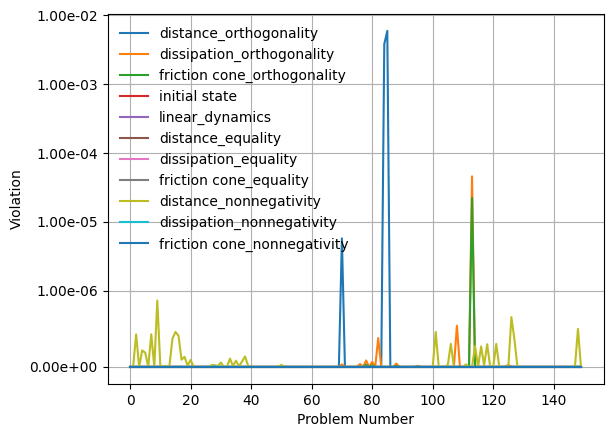 1.00e-02
1.00e-03
1.00e-04
1.00e-05
1.00e-06
0.00e+00
Violation
distance_orthogonality
dissipation_orthogonality
friction cone_orthogonality
initial state
linear_dynamics
distance_equality
dissipation_equality
friction cone_equality
distance_nonnegativity
dissipation_nonnegativity
friction cone_nonnegativity
0 20 40 60 80 100 120 140
Problem Number